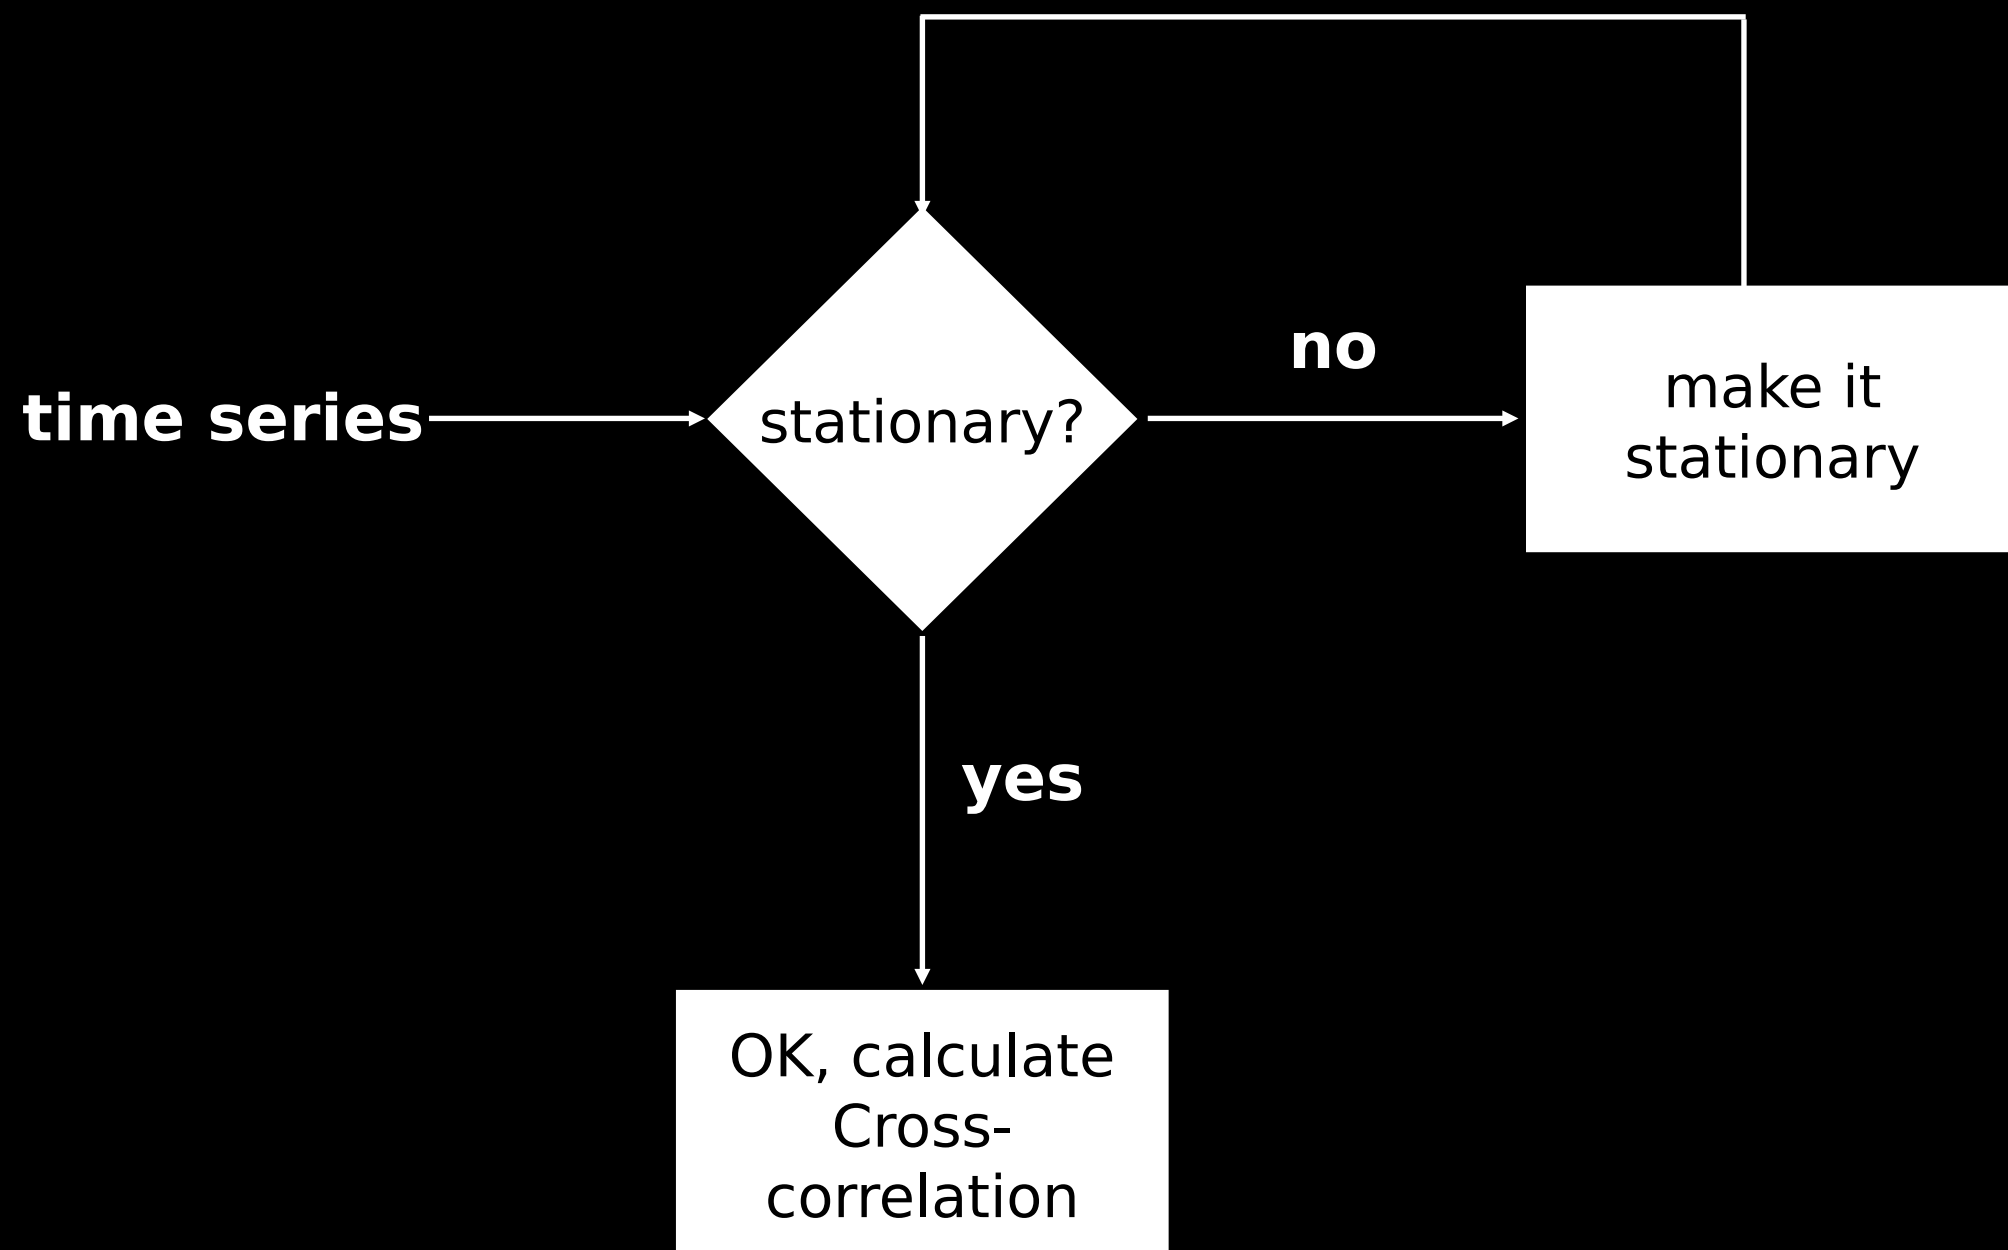 time series
stationary?
no
make it
stationary
yes
OK, calculate
Cross-
correlation